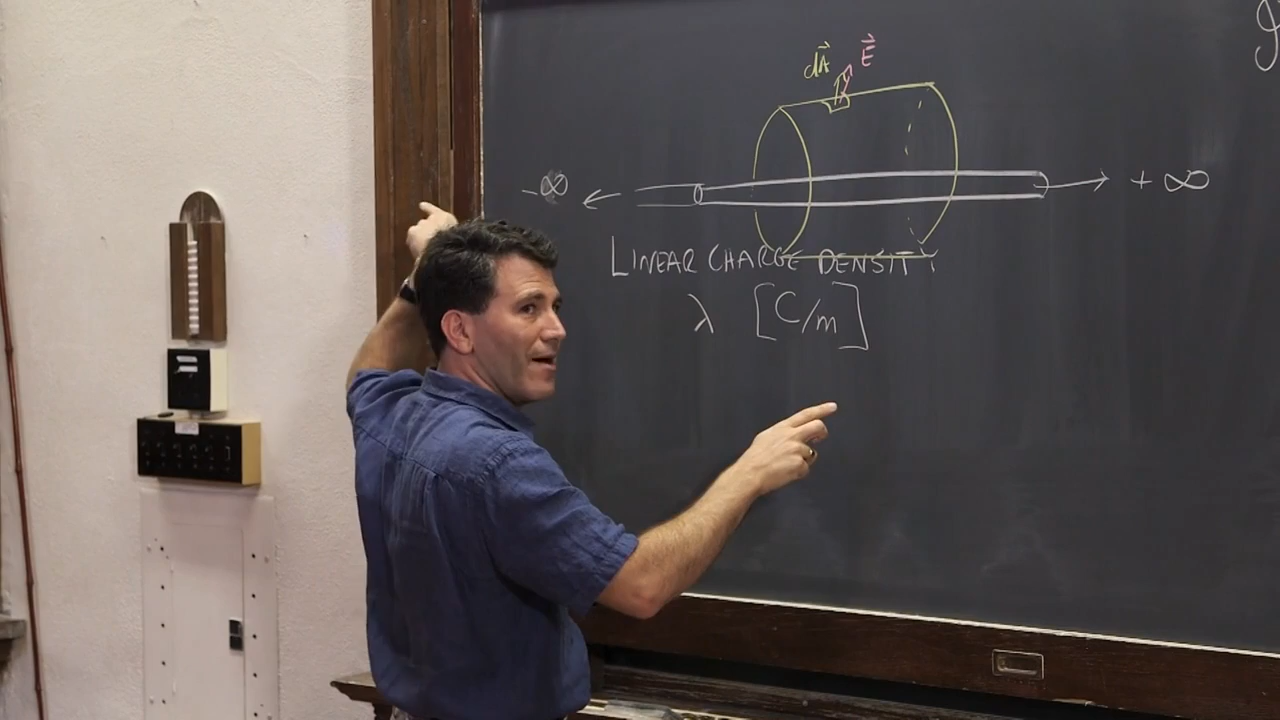 dA⃗ E⃗
-∞ + ∞
LINEAR CHARGE DENSITY
λ [C/m]